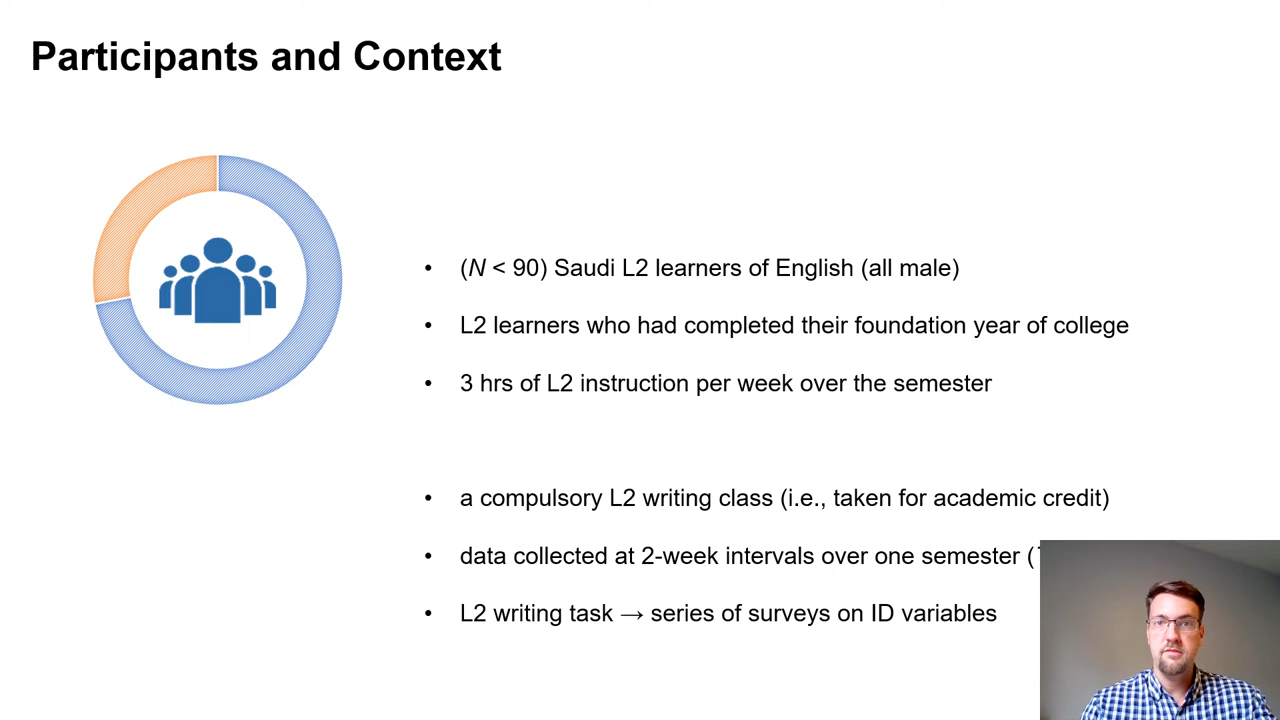 Participants and Context
• (N < 90) Saudi L2 learners of English (all male)
• L2 learners who had completed their foundation year of college
• 3 hrs of L2 instruction per week over the semester
• a compulsory L2 writing class (i.e., taken for academic credit)
• data collected at 2-week intervals over one semester (
• L2 writing task → series of surveys on ID variables